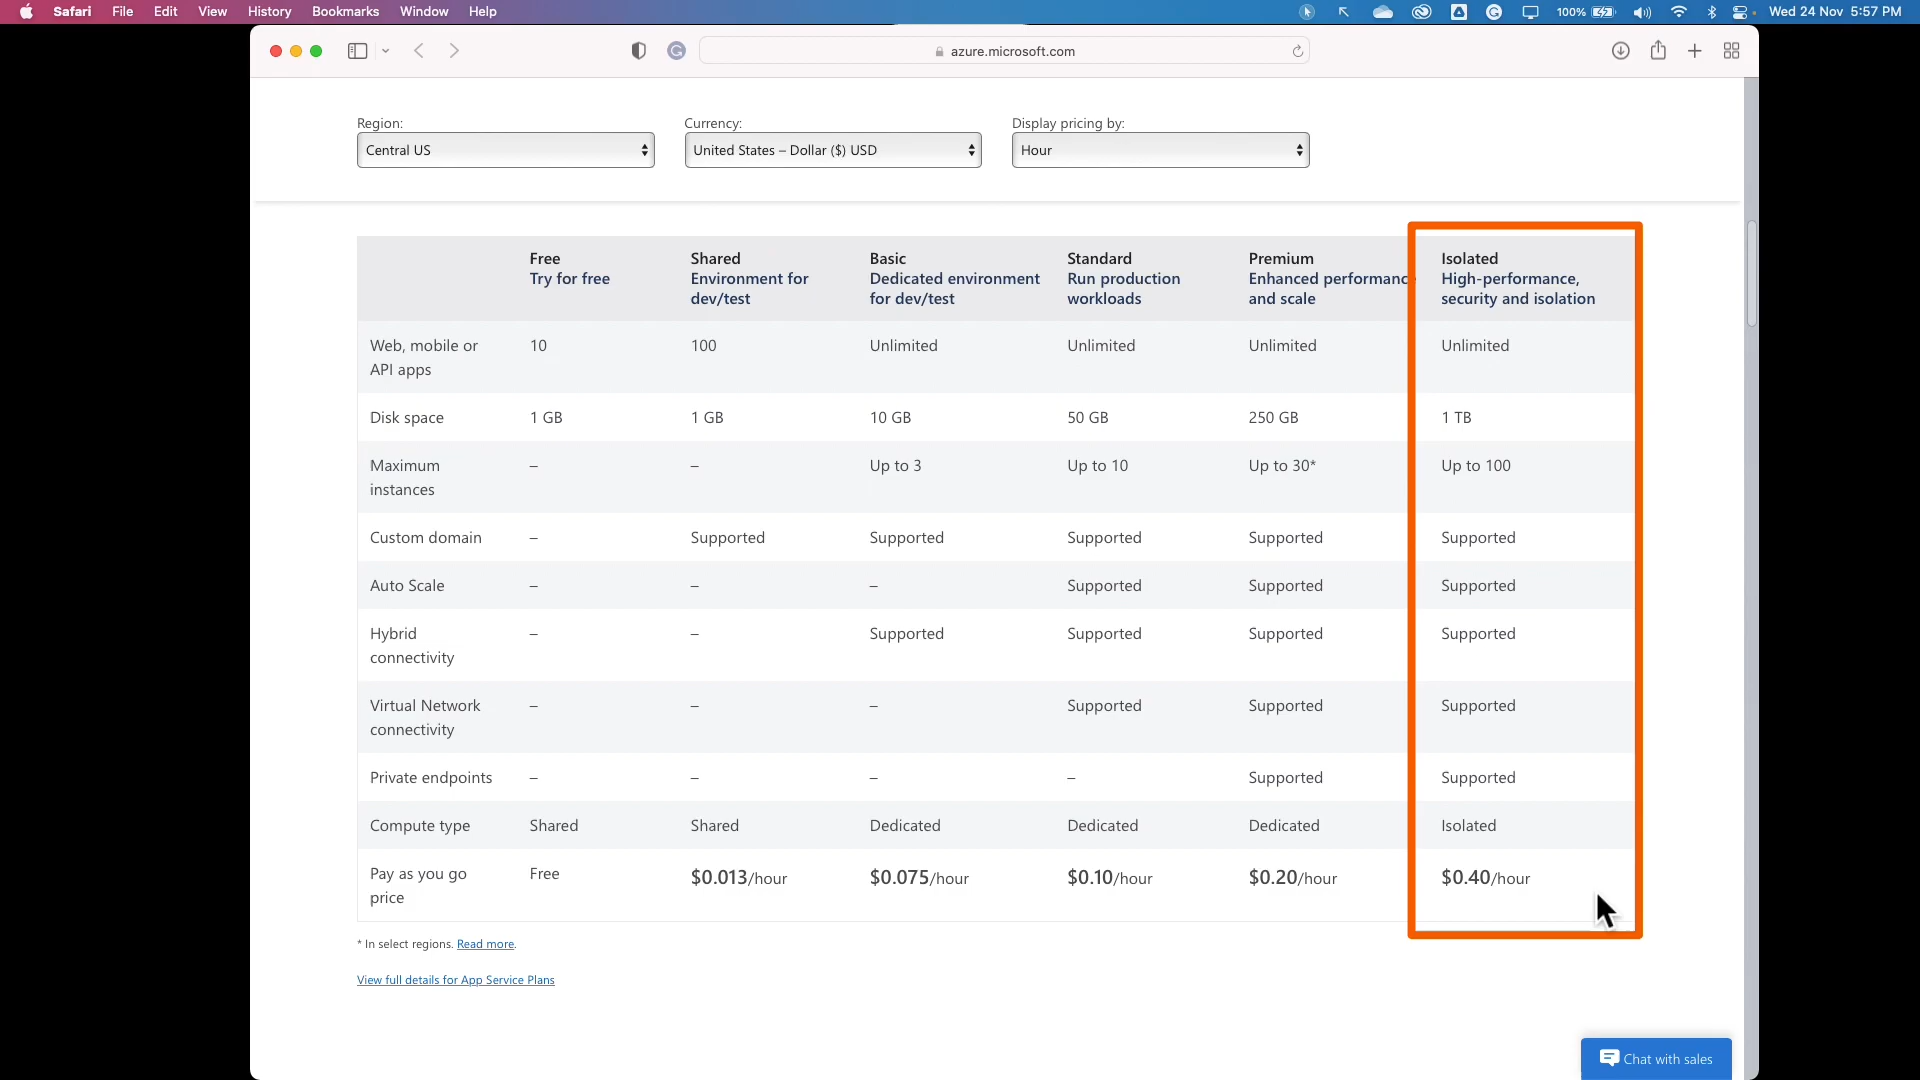 Safari File Edit View History Bookmarks Window Help 100% Wed 24 Nov 5:57 PM
azure.microsoft.com
Region: Currency: Display pricing by:
Central US United States – Dollar ($) USD Hour
Free Shared Basic Standard Premium Isolated
Try for free Environment for Dedicated environment Run production Enhanced performance High-performance,
dev/test for dev/test workloads and scale security and isolation
Web, mobile or 10 100 Unlimited Unlimited Unlimited Unlimited
API apps
Disk space 1 GB 1 GB 10 GB 50 GB 250 GB 1 TB
Maximum – – Up to 3 Up to 10 Up to 30* Up to 100
instances
Custom domain – Supported Supported Supported Supported Supported
Auto Scale – – – Supported Supported Supported
Hybrid – – Supported Supported Supported Supported
connectivity
Virtual Network – – – Supported Supported Supported
connectivity
Private endpoints – – – – Supported Supported
Compute type Shared Shared Dedicated Dedicated Dedicated Isolated
Pay as you go Free $0.013/hour $0.075/hour $0.10/hour $0.20/hour $0.40/hour
price
* In select regions. Read more.
View full details for App Service Plans
Chat with sales